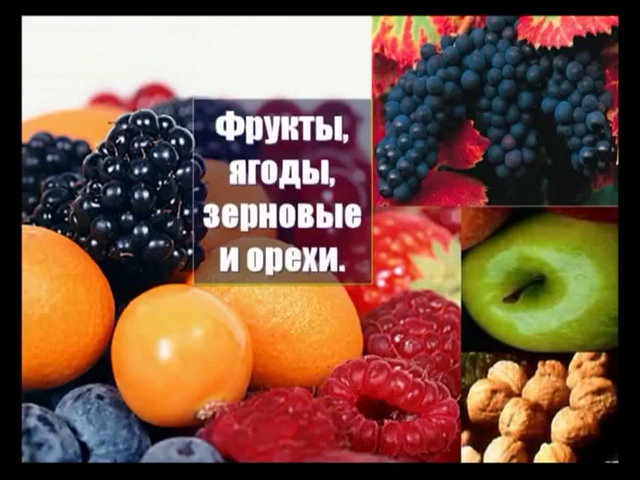 Фрукты,
ягоды,
зерновые
и орехи.